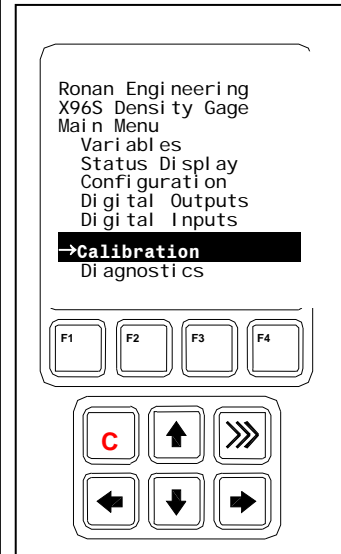 Ronan Engineering
X96S Density Gage
Main Menu
Variables
Status Display
Configuration
Digital Outputs
Digital Inputs
→Calibration
Diagnostics
F1 F2 F3 F4
C